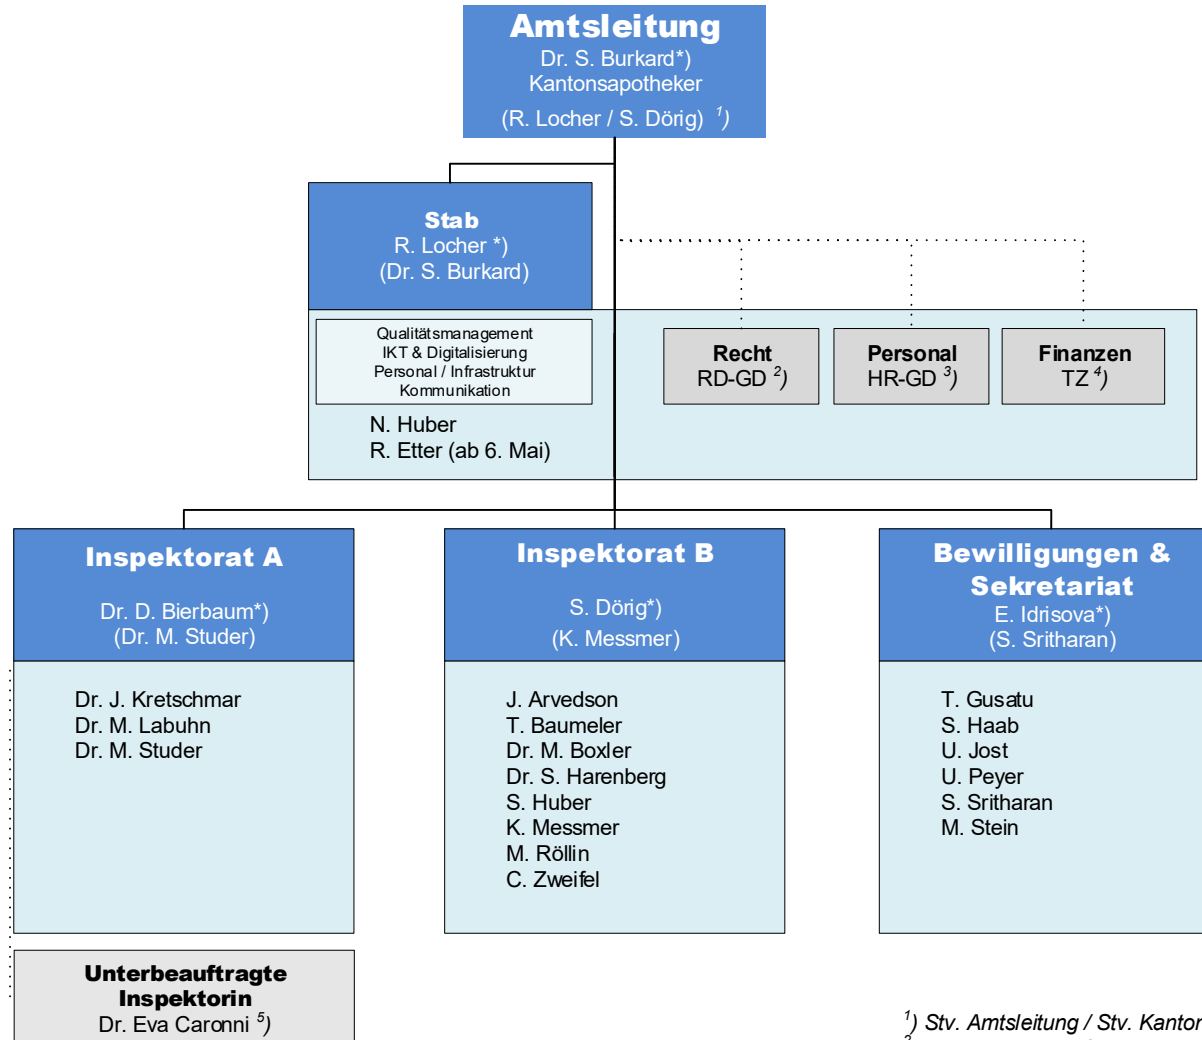 Amtsleitung
Dr. S. Burkard*)
Kantonsapotheker
(R. Locher / S. Dörig) 1)
Stab
R. Locher *)
(Dr. S. Burkard)
Qualitätsmanagement
IKT & Digitalisierung
Personal / Infrastruktur
Kommunikation
N. Huber
R. Etter (ab 6. Mai)
Recht
RD-GD 2)
Personal
HR-GD 3)
Finanzen
TZ 4)
Inspektorat A
Dr. D. Bierbaum*)
(Dr. M. Studer)
Dr. J. Kretschmar
Dr. M. Labuhn
Dr. M. Studer
Unterbeauftragte
Inspektorin
Dr. Eva Caronni 5)
Inspektorat B
S. Dörig*)
(K. Messmer)
J. Arvedson
T. Baumeler
Dr. M. Boxler
Dr. S. Harenberg
S. Huber
K. Messmer
M. Röllin
C. Zweifel
Bewilligungen &
Sekretariat
E. Idrisova*)
(S. Sritharan)
T. Gusatu
S. Haab
U. Jost
U. Peyer
S. Sritharan
M. Stein
1) Stv. Amtsleitung / Stv. Kanton
2